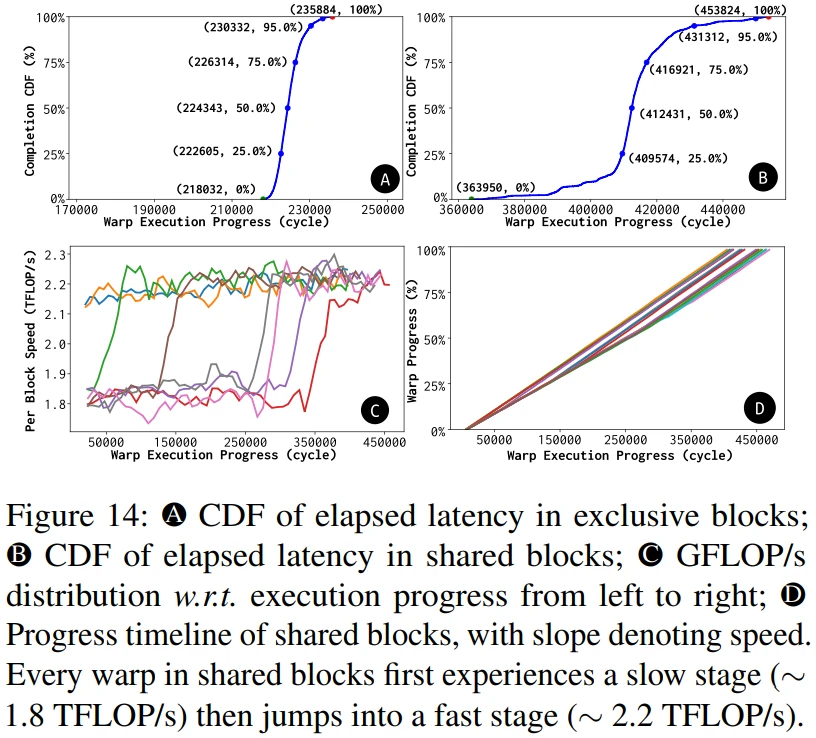 (235884, 100%)
(230332, 95.0%)
(226314, 75.0%)
(224343, 50.0%)
(222605, 25.0%)
(218032, 0%)
100%
75%
50%
25%
0%
Completion CDF (%)
170000 190000 210000 230000 250000
Warp Execution Progress (cycle)
A
(453824, 100%)
(431312, 95.0%)
(416921, 75.0%)
(412431, 50.0%)
(409574, 25.0%)
(363950, 0%)
100%
75%
50%
25%
0%
Completion CDF (%)
360000 380000 400000 420000 440000
Warp Execution Progress (cycle)
B
2.3
2.2
2.1
2.0
1.9
1.8
Per Block Speed (TFLOP/s)
50000 150000 250000 350000 450000
Warp Execution Progress (cycle)
C
100%
75%
50%
25%
0%
Warp Progress (%)
50000 150000 250000 350000 450000
Warp Execution Progress (cycle)
D
Figure 14: A CDF of elapsed latency in exclusive blocks;
B CDF of elapsed latency in shared blocks; C GFLOP/s
distribution w.r.t. execution progress from left to right; D
Progress timeline of shared blocks, with slope denoting speed.
Every warp in shared blocks first experiences a slow stage (∼
1.8 TFLOP/s) then jumps into a fast stage (∼ 2.2 TFLOP/s).